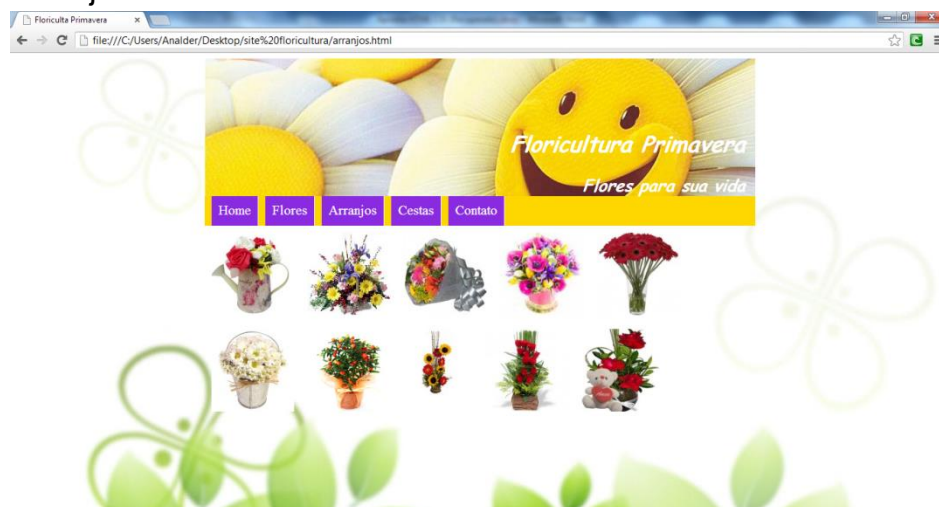 Floriculta Primavera
file:///C:/Users/Analder/Desktop/site%20floricultura/arranjos.html
Floricultura Primavera
Flores para sua vida
Home Flores Arranjos Cestas Contato